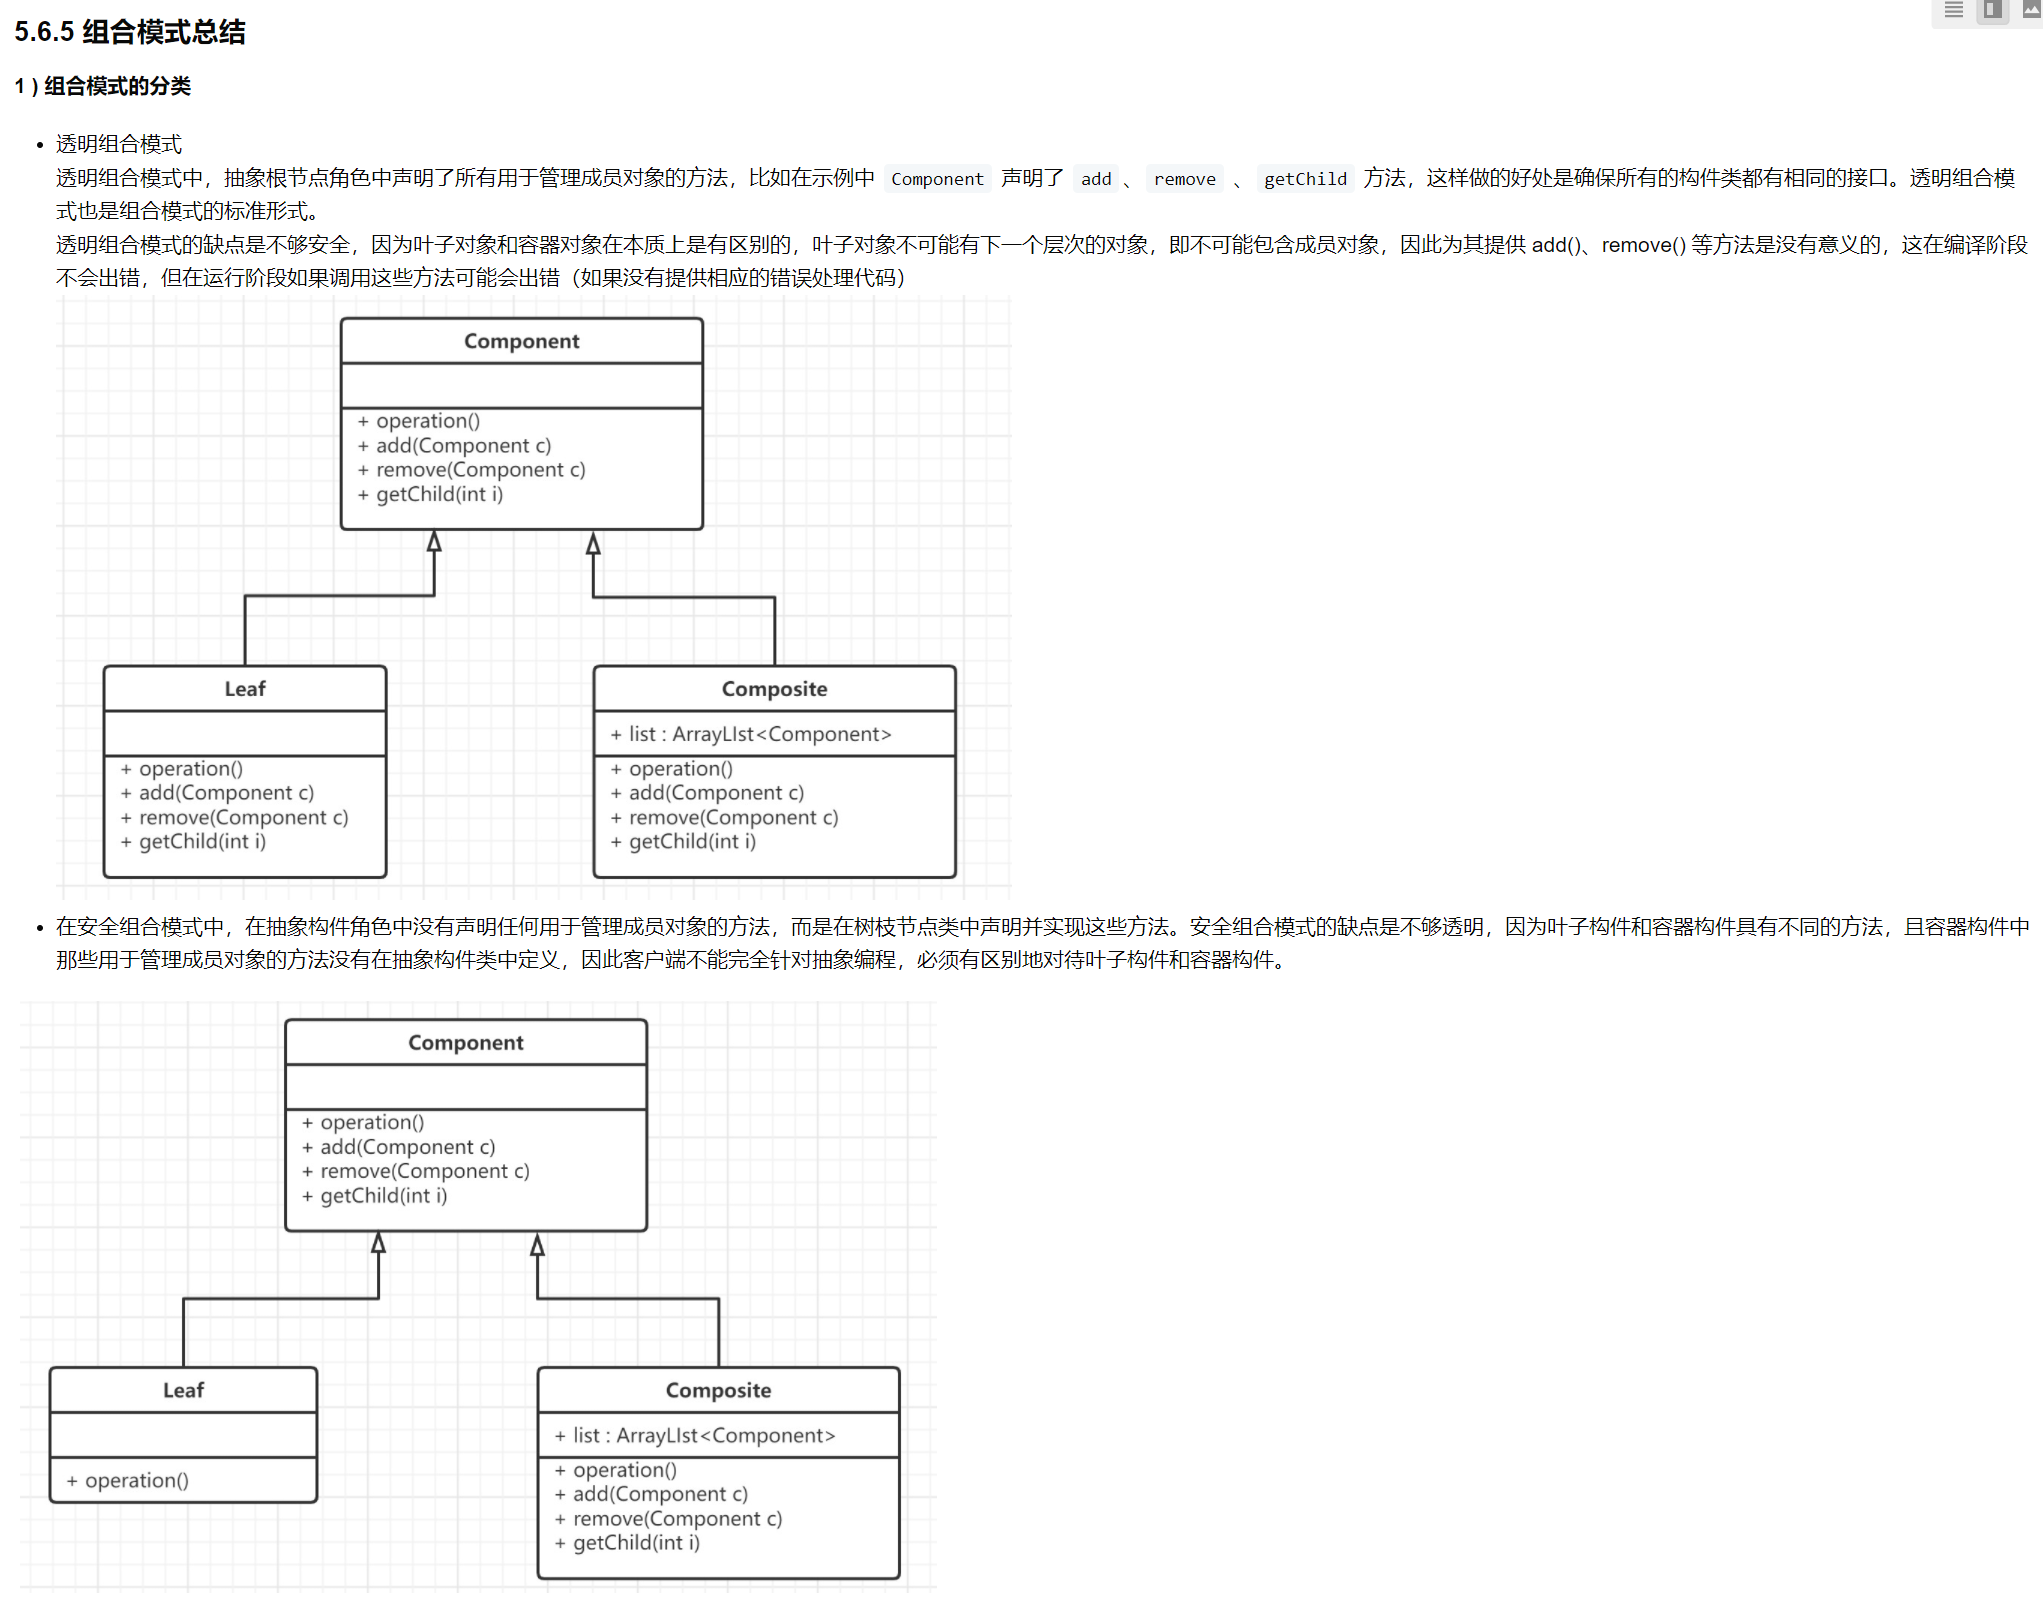 5.6.5 组合模式总结
1 ) 组合模式的分类
透明组合模式
透明组合模式中，抽象根节点角色中声明了所有用于管理成员对象的方法，比如在示例中 Component 声明了 add 、 remove 、 getChild 方法，这样做的好处是确保所有的构件类都有相同的接口。透明组合模
式也是组合模式的标准形式。
透明组合模式的缺点是不够安全，因为叶子对象和容器对象在本质上是有区别的，叶子对象不可能有下一个层次的对象，即不可能包含成员对象，因此为其提供 add()、remove() 等方法是没有意义的，这在编译阶段
不会出错，但在运行阶段如果调用这些方法可能会出错（如果没有提供相应的错误处理代码）
Component
+ operation()
+ add(Component c)
+ remove(Component c)
+ getChild(int i)
Leaf
+ operation()
+ add(Component c)
+ remove(Component c)
+ getChild(int i)
Composite
+ list : ArrayLIst<Component>
+ operation()
+ add(Component c)
+ remove(Component c)
+ getChild(int i)
在安全组合模式中，在抽象构件角色中没有声明任何用于管理成员对象的方法，而是在树枝节点类中声明并实现这些方法。安全组合模式的缺点是不够透明，因为叶子构件和容器构件具有不同的方法，且容器构件中
那些用于管理成员对象的方法没有在抽象构件类中定义，因此客户端不能完全针对抽象编程，必须有区别地对待叶子构件和容器构件。
Component
+ operation()
+ add(Component c)
+ remove(Component c)
+ getChild(int i)
Leaf
+ operation()
Composite
+ list : ArrayLIst<Component>
+ operation()
+ add(Component c)
+ remove(Component c)
+ getChild(int i)